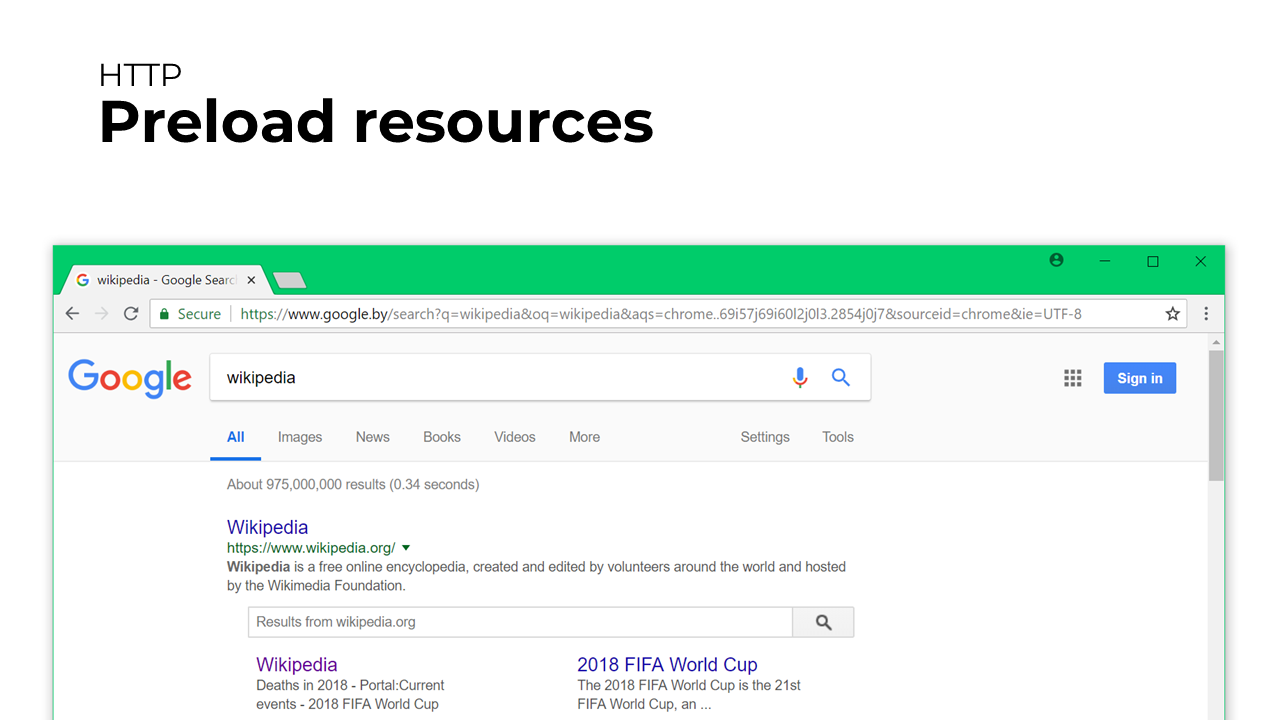 HTTP
Preload resources
wikipedia - Google Searc
Secure https://www.google.by/search?q=wikipedia&oq=wikipedia&aqs=chrome..69i57j69i60l2j0l3.2854j0j7&sourceid=chrome&ie=UTF-8
Google wikipedia Sign in
All Images News Books Videos More Settings Tools
About 975,000,000 results (0.34 seconds)
Wikipedia
https://www.wikipedia.org/
Wikipedia is a free online encyclopedia, created and edited by volunteers around the world and hosted
by the Wikimedia Foundation.
Results from wikipedia.org
Wikipedia 2018 FIFA World Cup
Deaths in 2018 - Portal:Current The 2018 FIFA World Cup is the 21st
events - 2018 FIFA World Cup FIFA World Cup, an ...